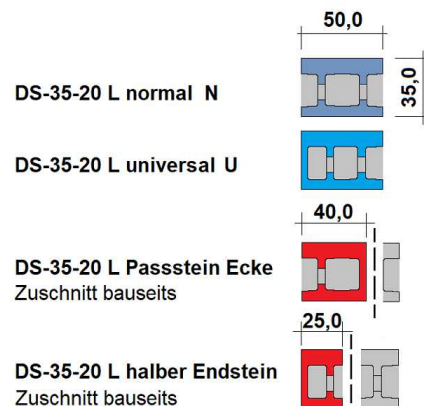 50,0
DS-35-20 L normal N
35,0
DS-35-20 L universal U
40,0
DS-35-20 L Passstein Ecke
Zuschnitt bauseits
25,0
DS-35-20 L halber Endstein
Zuschnitt bauseits